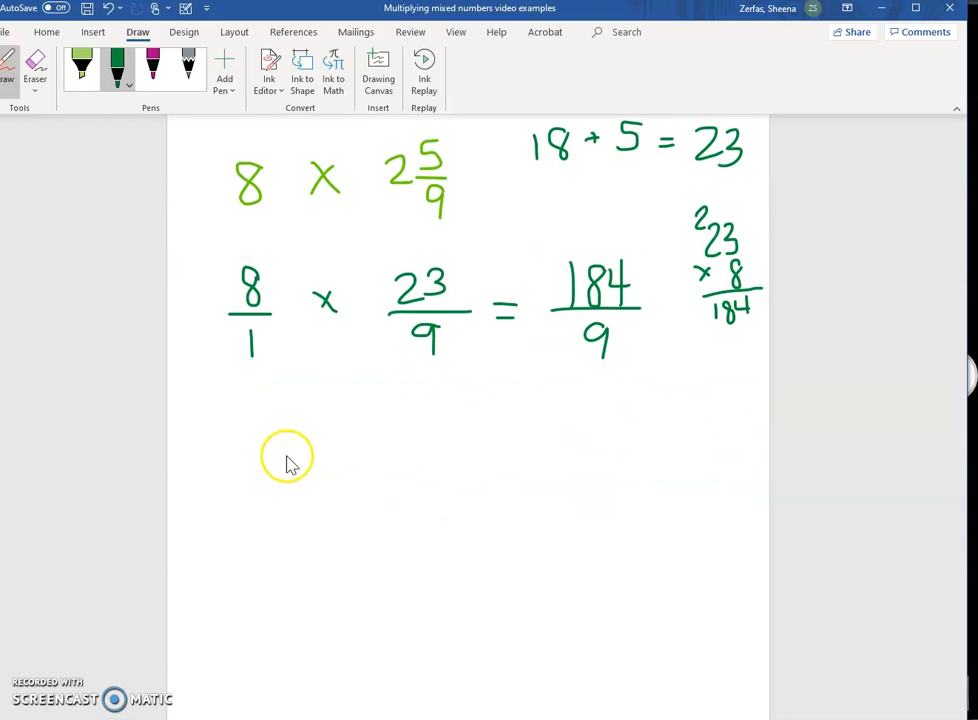 AutoSave Off Multiplying mixed numbers video examples Zerfas, Sheena ZS
ile Home Insert Draw Design Layout References Mailings Review View Help Acrobat Search Share Comments
raw Eraser Add Pen Ink Editor Ink to Shape Ink to Math Drawing Canvas Ink Replay
Tools Pens Convert Insert Replay
18 + 5 = 23
8 x 2 5/9
2
23
x 8
184
8/1 x 23/9 = 184/9
RECORDED WITH
SCREENCAST MATIC